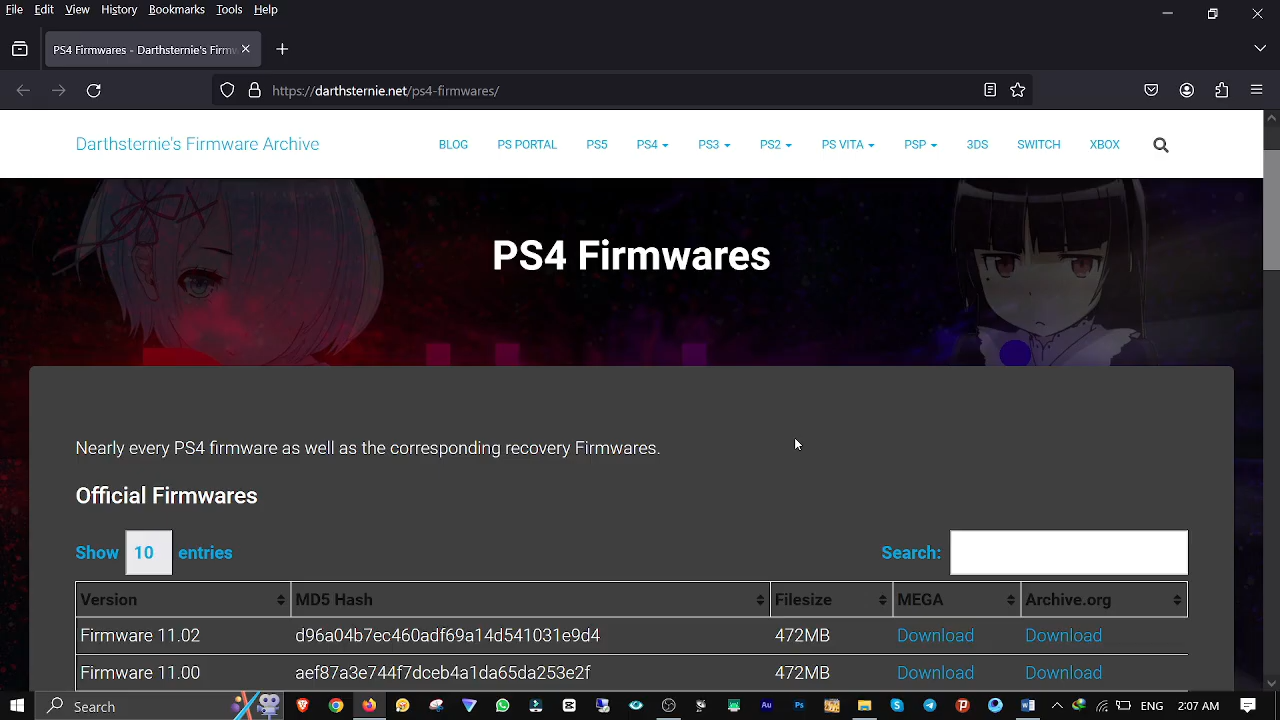 File Edit View History Bookmarks Tools Help
PS4 Firmwares - Darthsternie's Firmw
https://darthsternie.net/ps4-firmwares/
Darthsternie's Firmware Archive
BLOG PS PORTAL PS5 PS4 PS3 PS2 PS VITA PSP 3DS SWITCH XBOX
PS4 Firmwares
Nearly every PS4 firmware as well as the corresponding recovery Firmwares.
Official Firmwares
Show 10 entries Search:
Version MD5 Hash Filesize MEGA Archive.org
Firmware 11.02 d96a04b7ec460adf69a14d541031e9d4 472MB Download Download
Firmware 11.00 aef87a3e744f7dceb4a1da65da253e2f 472MB Download Download
Search ENG 2:07 AM